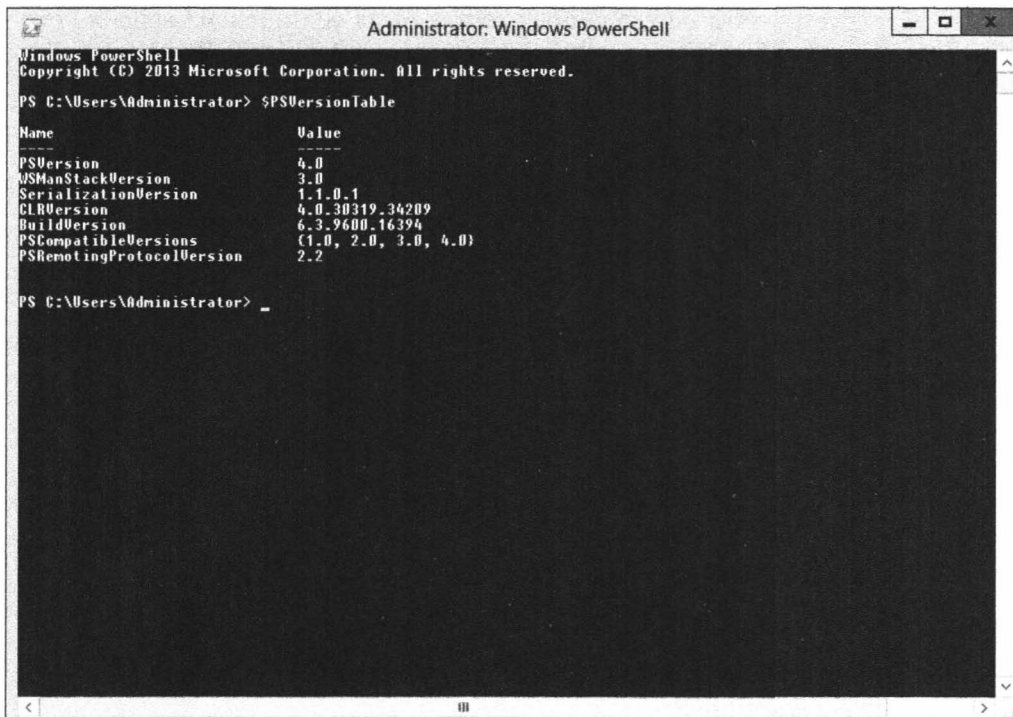 Administrator: Windows PowerShell
Windows PowerShell
Copyright (C) 2013 Microsoft Corporation. All rights reserved.
PS C:\Users\Administrator> $PSVersionTable
Name Value
---- -----
PSVersion 4.0
WSManStackVersion 3.0
SerializationVersion 1.1.0.1
CLRVersion 4.0.30319.34209
BuildVersion 6.3.9600.16394
PSCompatibleVersions {1.0, 2.0, 3.0, 4.0}
PSRemotingProtocolVersion 2.2
PS C:\Users\Administrator> _